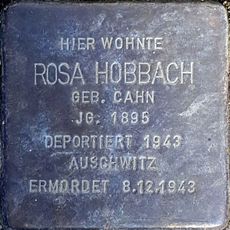 HIER WOHNTE
ROSA HOBBACH
GEB. CAHN
JG. 1895
DEPORTIERT 1943
AUSCHWITZ
ERMORDET 8.12.1943